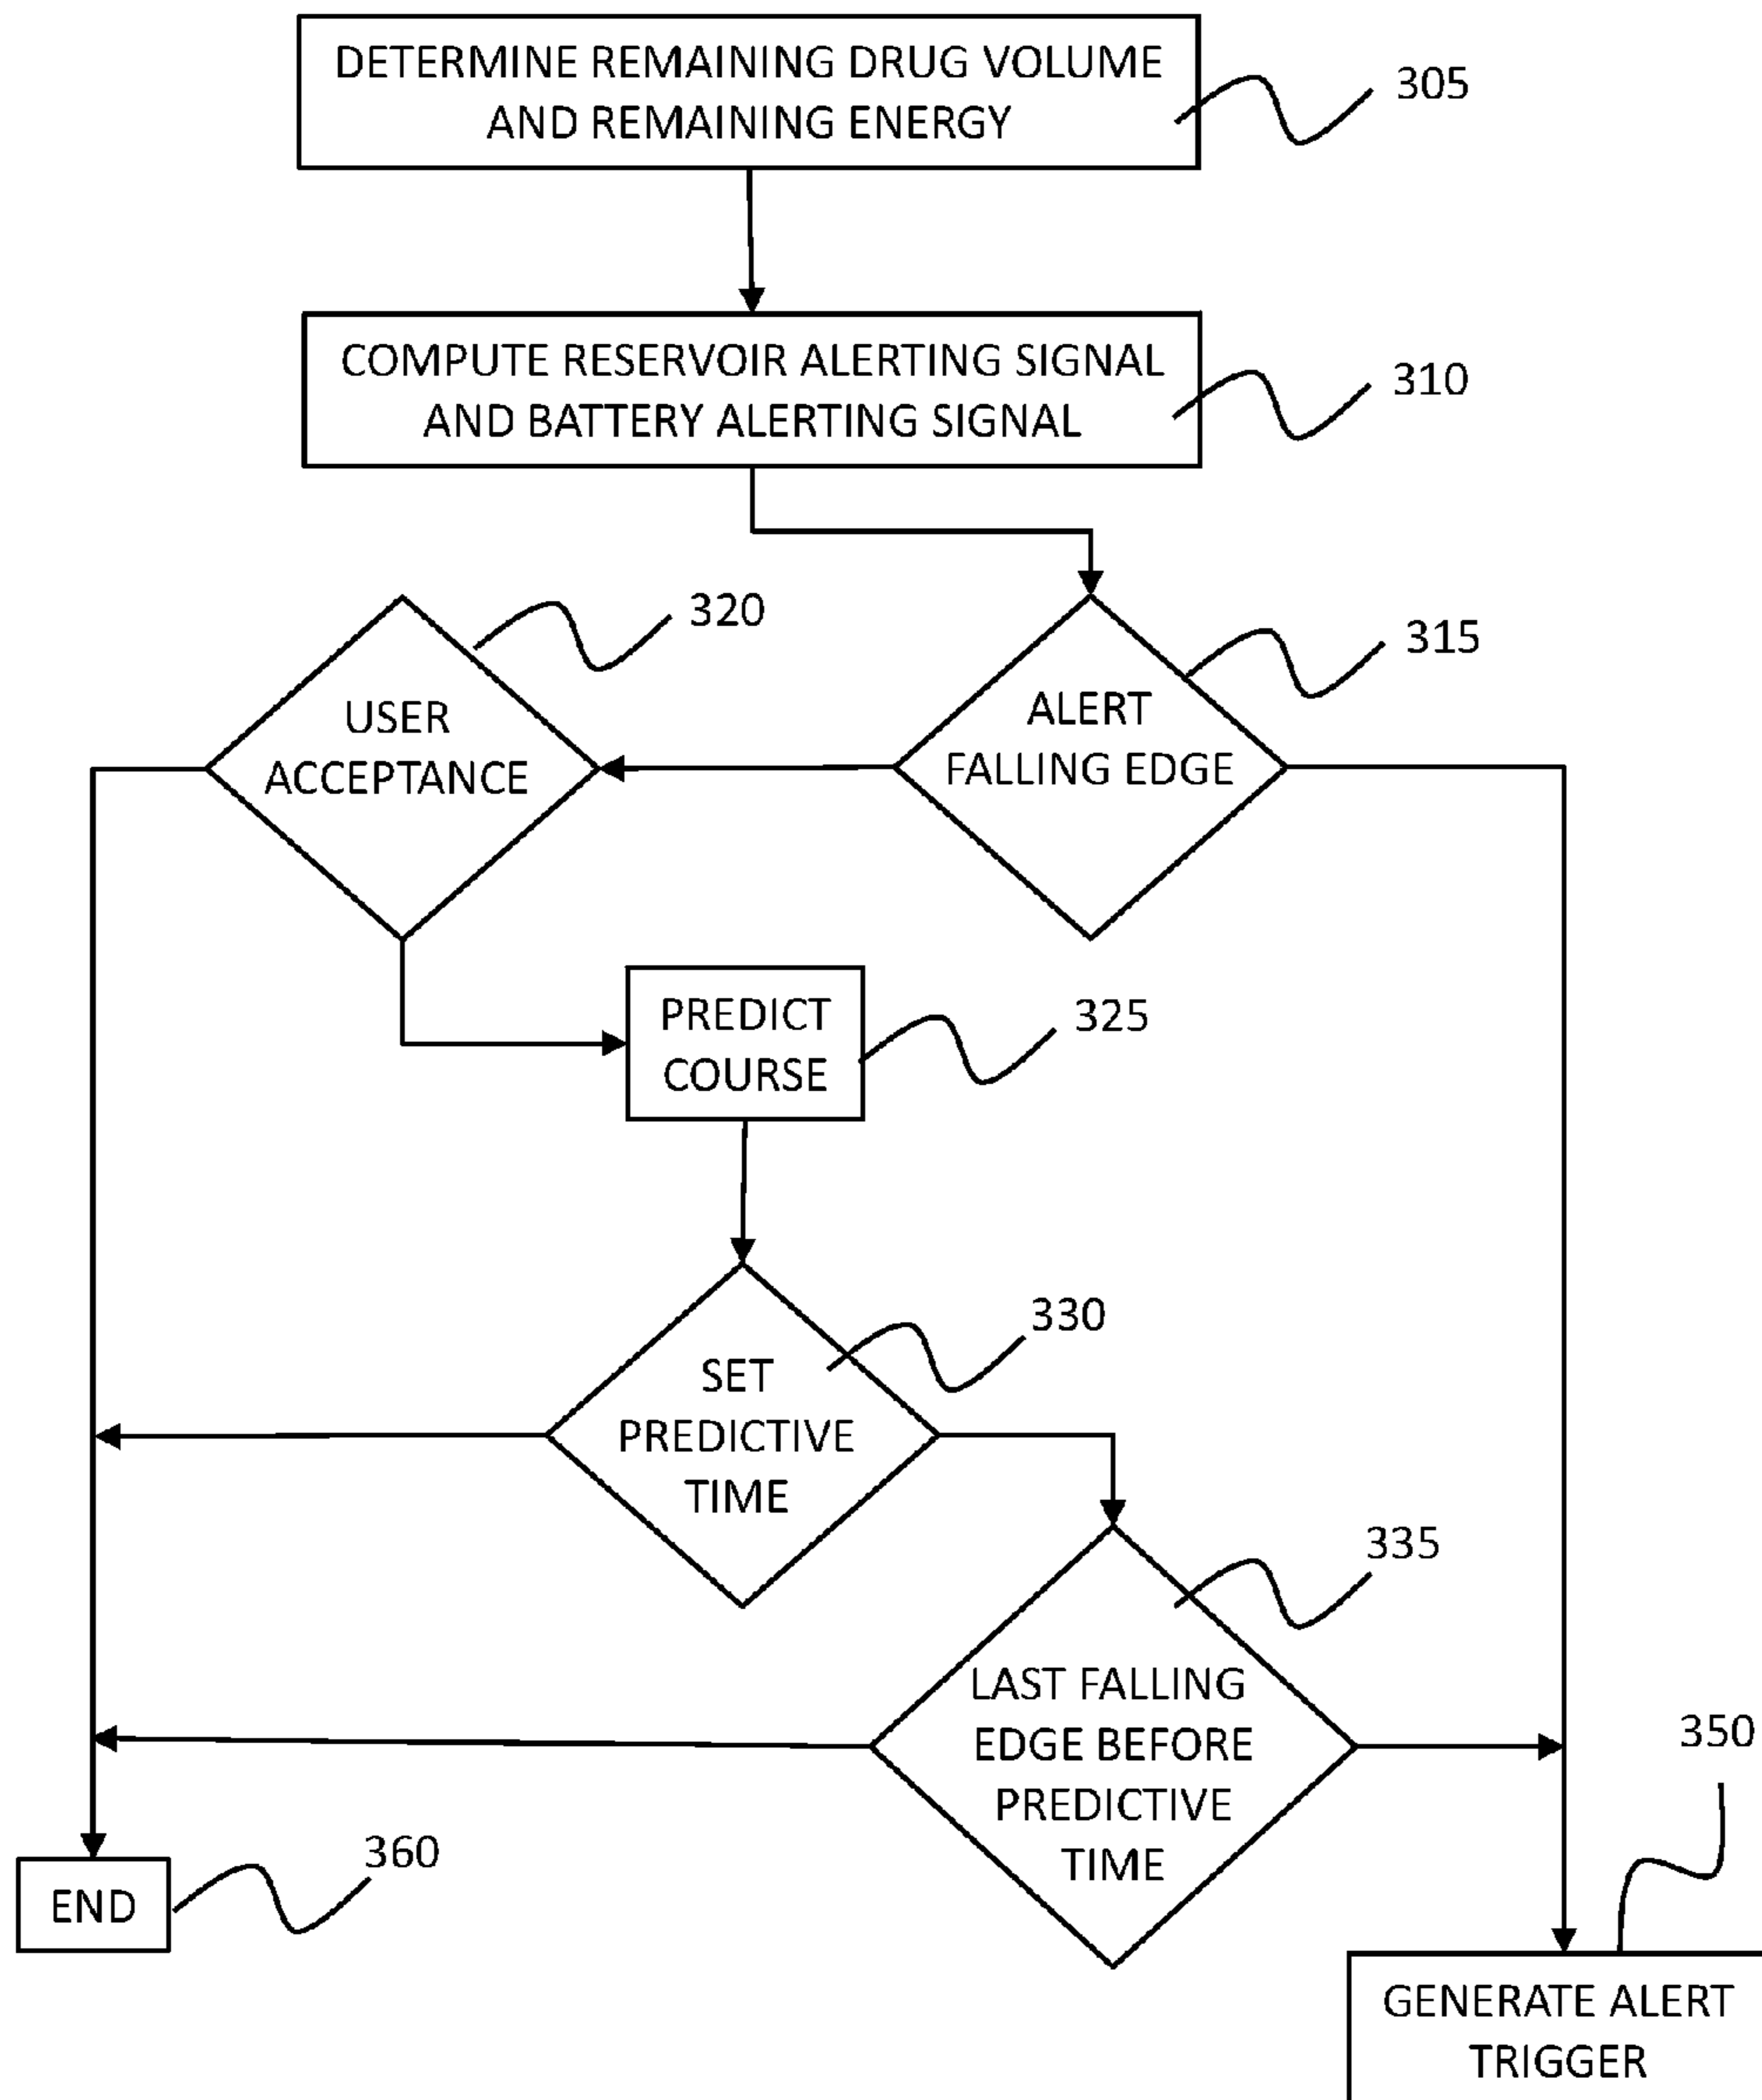 DETERMINE REMAINING DRUG VOLUME
AND REMAINING ENERGY
305
COMPUTE RESERVOIR ALERTING SIGNAL
AND BATTERY ALERTING SIGNAL
310
320
315
USER
ACCEPTANCE
ALERT
FALLING EDGE
PREDICT
COURSE
325
330
SET
PREDICTIVE
TIME
335
LAST FALLING
EDGE BEFORE
PREDICTIVE
TIME
350
360
END
GENERATE ALERT
TRIGGER